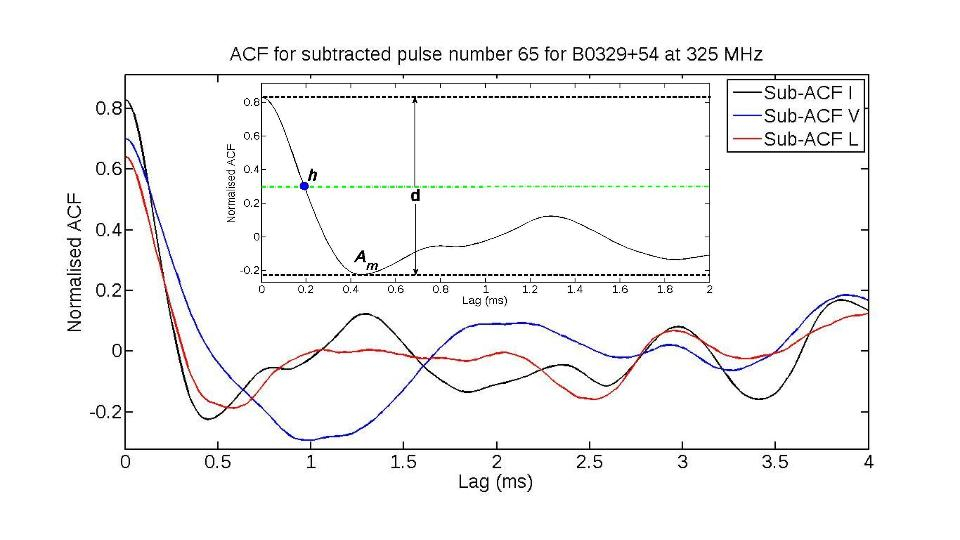 ACF for subtracted pulse number 65 for B0329+54 at 325 MHz
Sub-ACF I
Sub-ACF V
Sub-ACF L
Normalised ACF
0.8
0.6
0.4
0.2
0
-0.2
0 0.5 1 1.5 2 2.5 3 3.5 4
Lag (ms)
Normalised ACF
0.8
0.6
0.4
0.2
0
-0.2
h
d
Am
0 0.2 0.4 0.6 0.8 1 1.2 1.4 1.6 1.8 2
Lag (ms)